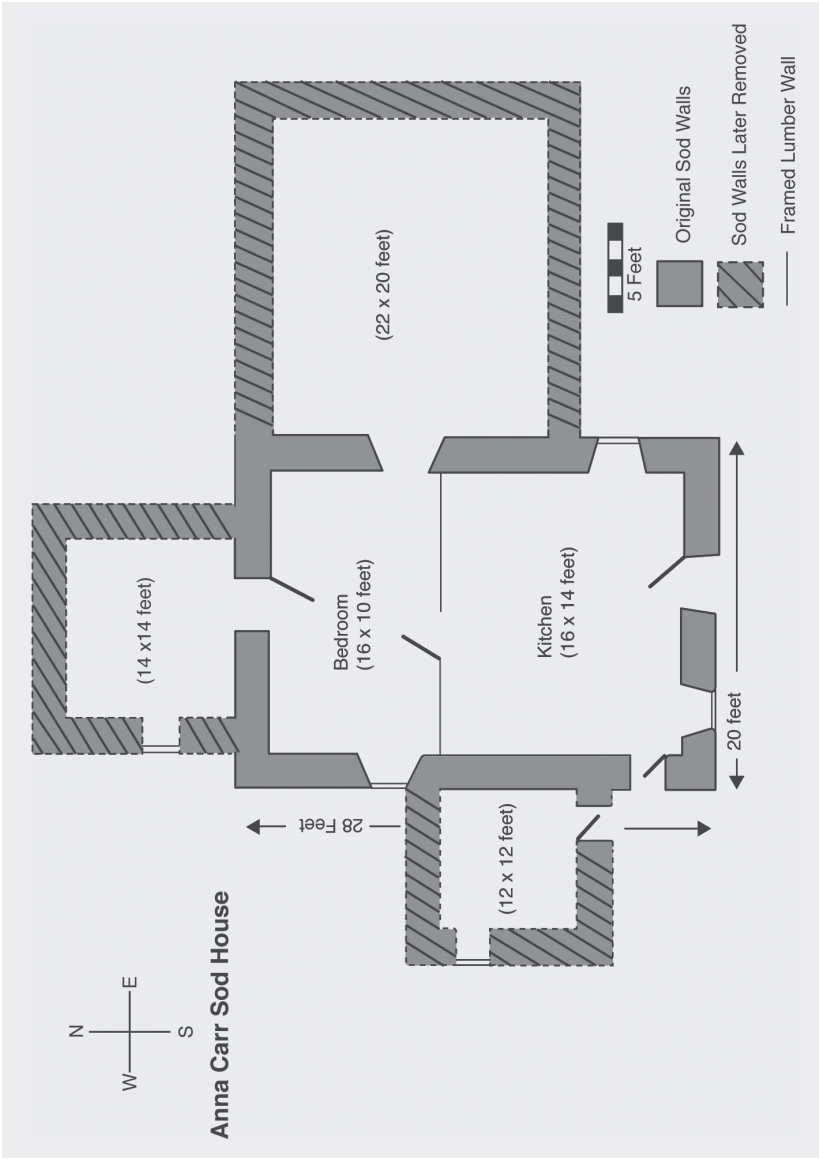 Anna Carr Sod House
N
W
E
S
(14 x14 feet)
Bedroom
(16 x 10 feet)
(22 x 20 feet)
Kitchen
(16 x 14 feet)
(12 x 12 feet)
28 Feet
20 feet
5 Feet
Original Sod Walls
Sod Walls Later Removed
Framed Lumber Wall